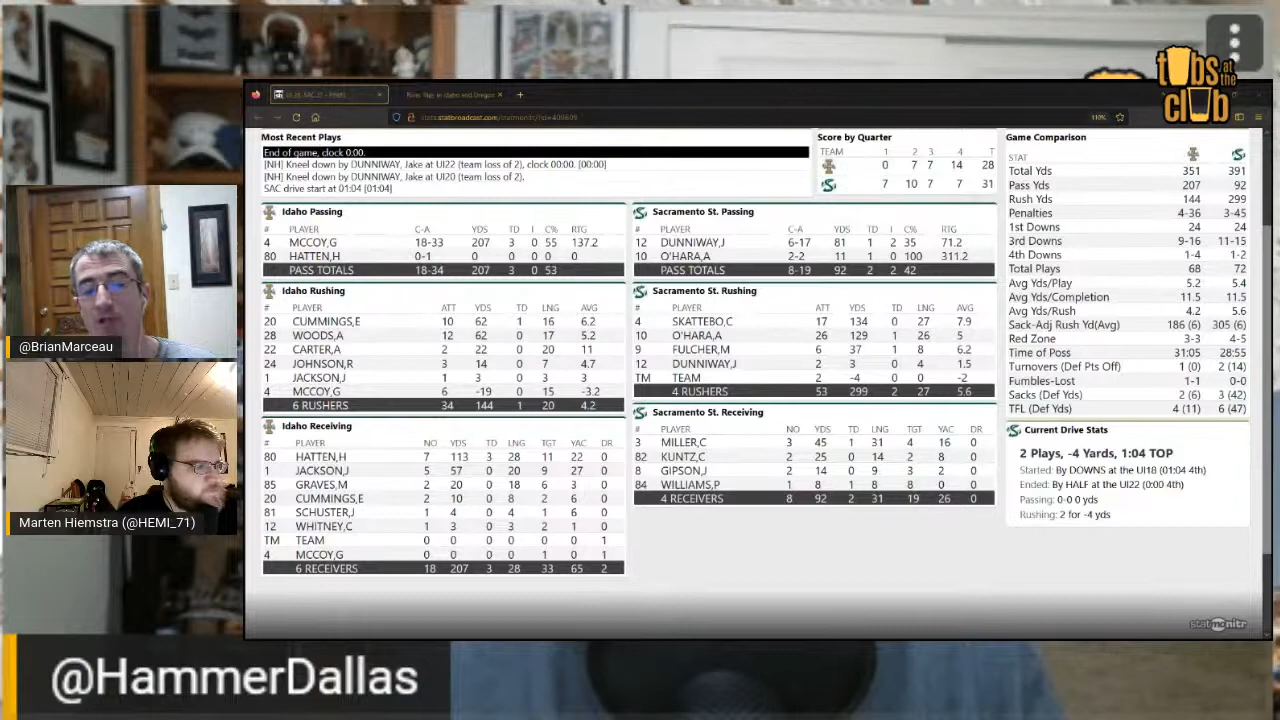 tubs at the club
01:28, SAC 31 - Final
Most Recent Plays
End of game, clock 0:00.
[NH] Kneel down by DUNNIWAY, Jake at UI22 (team loss of 2), clock 00:00. [00:00]
[NH] Kneel down by DUNNIWAY, Jake at UI20 (team loss of 2).
SAC drive start at 01:04 [01:04]
Score by Quarter
TEAM 1 2 3 4 T
0 7 7 14 28
7 10 7 7 31
Game Comparison
STAT
Total Yds 351 391
Pass Yds 207 92
Rush Yds 144 299
Penalties 4-36 3-45
1st Downs 24 24
3rd Downs 9-16 11-15
4th Downs 1-4 1-2
Total Plays 68 72
Avg Yds/Play 5.2 5.4
Avg Yds/Completion 11.5 11.5
Avg Yds/Rush 4.2 5.6
Sack-Adj Rush Yd(Avg) 186 (6) 305 (6)
Red Zone 3-3 4-5
Time of Poss 31:05 28:55
Turnovers (Def Pts Off) 1 (0) 2 (14)
Fumbles-Lost 1-1 0-0
Sacks (Def Yds) 2 (6) 3 (42)
TFL (Def Yds) 4 (11) 6 (47)
Current Drive Stats
2 Plays, -4 Yards, 1:04 TOP
Started: By DOWNS at the UI18 (01:04 4th)
Ended: By HALF at the UI22 (0:00 4th)
Passing: 0-0 0 yds
Rushing: 2 for -4 yds
Idaho Passing
# PLAYER C-A YDS TD I C% RTG
4 MCCOY,G 18-33 207 3 0 55 137.2
80 HATTEN,H 0-1 0 0 0 0 0
PASS TOTALS 18-34 207 3 0 53
Idaho Rushing
# PLAYER ATT YDS TD LNG AVG
20 CUMMINGS,E 10 62 1 16 6.2
28 WOODS,A 12 62 0 17 5.2
22 CARTER,A 2 22 0 20 11
24 JOHNSON,R 3 14 0 7 4.7
1 JACKSON,J 1 3 0 3 3
4 MCCOY,G 6 -19 0 15 -3.2
6 RUSHERS 34 144 1 20 4.2
Idaho Receiving
# PLAYER NO YDS TD LNG TGT YAC DR
80 HATTEN,H 7 113 3 28 11 22 0
1 JACKSON,J 5 57 0 20 9 27 0
85 GRAVES,M 2 20 0 18 6 3 0
20 CUMMINGS,E 2 10 0 8 2 6 0
81 SCHUSTER,J 1 4 0 4 1 6 0
12 WHITNEY,C 1 3 0 3 2 1 0
TM TEAM 0 0 0 0 0 0 1
4 MCCOY,G 0 0 0 0 1 0 1
6 RECEIVERS 18 207 3 28 33 65 2
Sacramento St. Passing
# PLAYER C-A YDS TD I C% RTG
12 DUNNIWAY,J 6-17 81 1 2 35 71.2
10 O'HARA,A 2-2 11 1 0 100 311.2
PASS TOTALS 8-19 92 2 2 42
Sacramento St. Rushing
# PLAYER ATT YDS TD LNG AVG
4 SKATTEBO,C 17 134 0 27 7.9
10 O'HARA,A 26 129 1 26 5
9 FULCHER,M 6 37 1 8 6.2
12 DUNNIWAY,J 2 3 0 4 1.5
TM TEAM 2 -4 0 0 -2
4 RUSHERS 53 299 2 27 5.6
Sacramento St. Receiving
# PLAYER NO YDS TD LNG TGT YAC DR
3 MILLER,C 3 45 1 31 4 16 0
82 KUNTZ,C 2 25 0 14 2 8 0
8 GIPSON,J 2 14 0 9 3 2 0
84 WILLIAMS,P 1 8 1 8 8 0 0
4 RECEIVERS 8 92 2 31 19 26 0
statmonitr
@BrianMarceau
Marten Hiemstra (@HEMI_71)
@HammerDallas